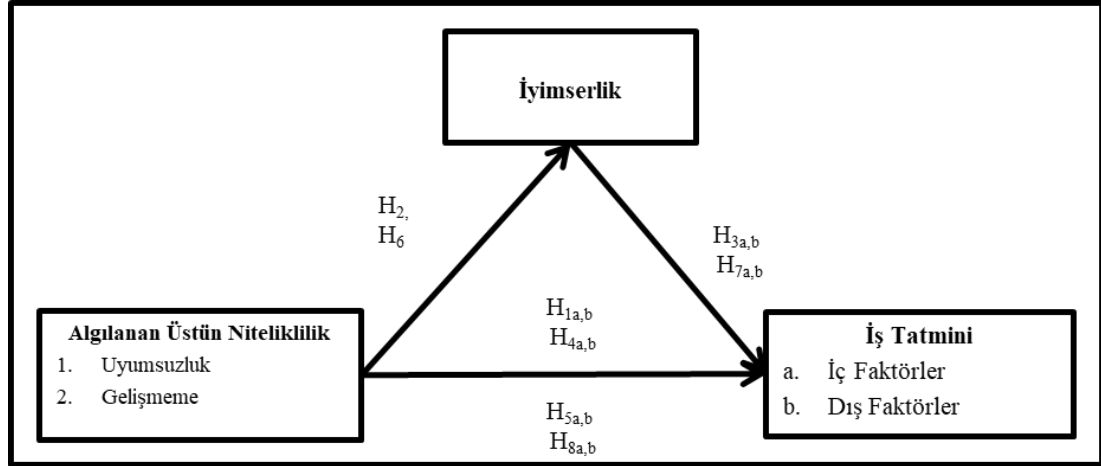 İyimserlik
H2,
H6
H3a,b
H7a,b
Algılanan Üstün Niteliklilik
1. Uyumsuzluk
2. Gelişmeme
H1a,b
H4a,b
H5a,b
H8a,b
İş Tatmini
a. İç Faktörler
b. Dış Faktörler